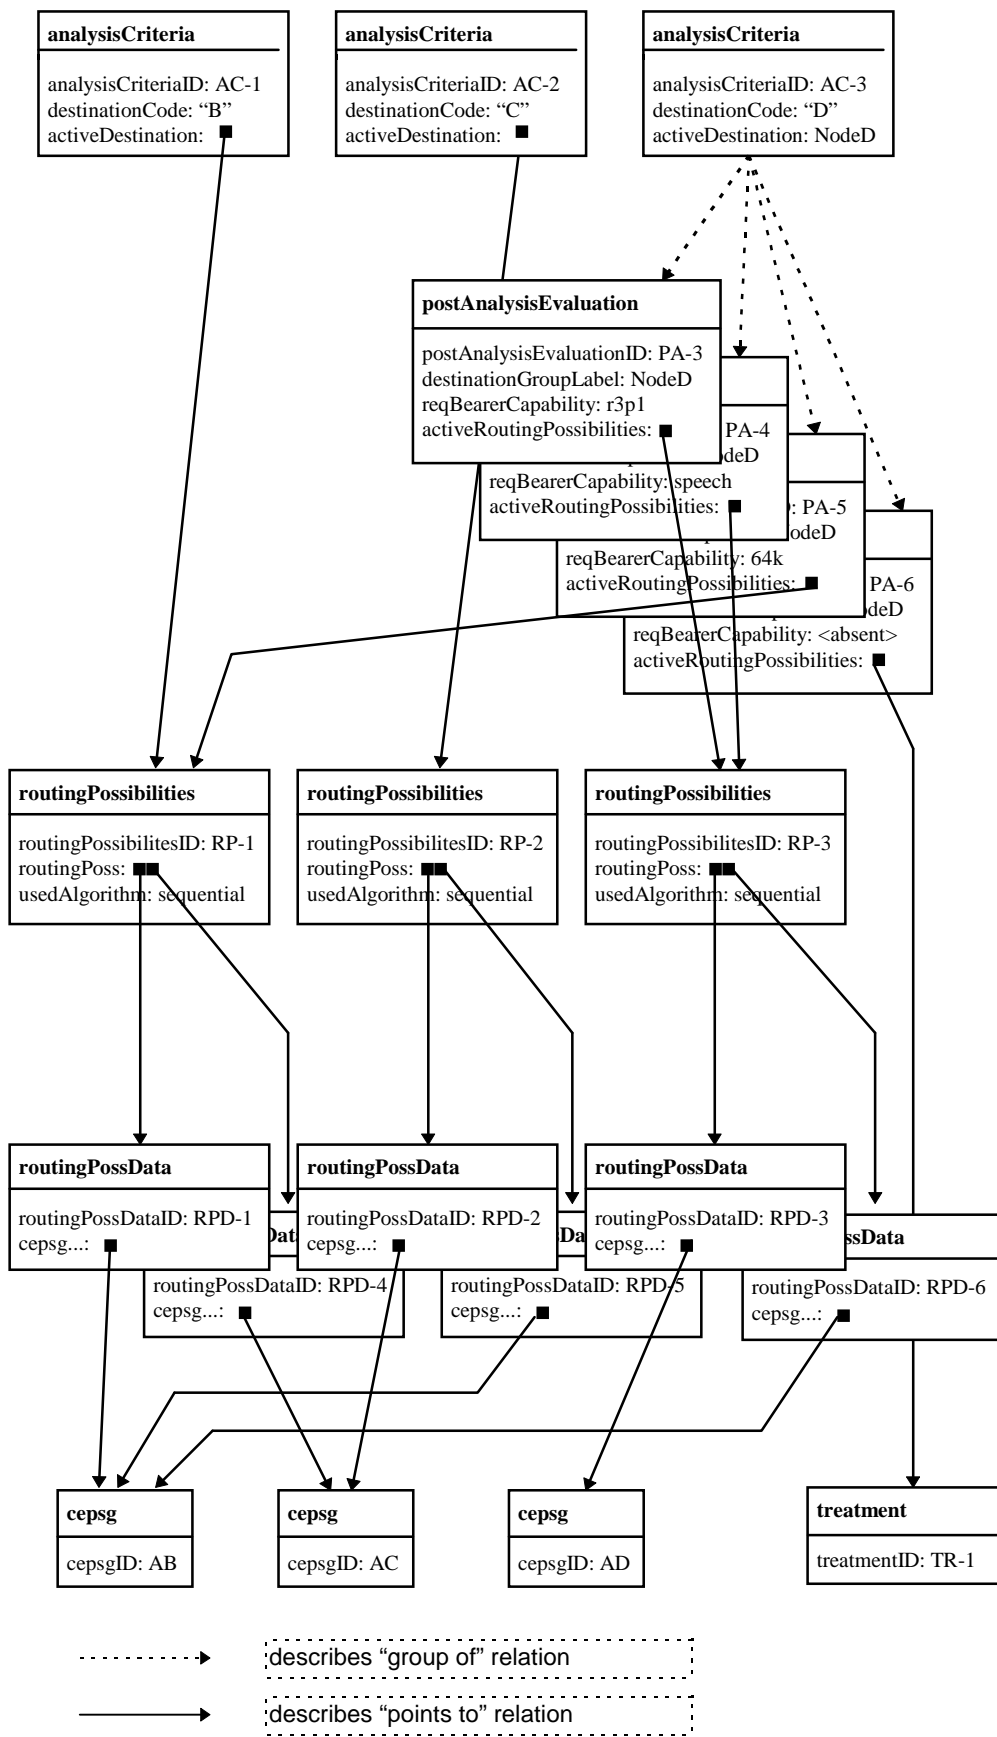 analysisCriteria
analysisCriteriaID: AC-1
destinationCode: “B”
activeDestination:
analysisCriteria
analysisCriteriaID: AC-2
destinationCode: “C”
activeDestination:
analysisCriteria
analysisCriteriaID: AC-3
destinationCode: “D”
activeDestination: NodeD
postAnalysisEvaluation
postAnalysisEvaluationID: PA-3
destinationGroupLabel: NodeD
reqBearerCapability: r3p1
activeRoutingPossibilities:
PA-4
odeD
reqBearerCapability: speech
activeRoutingPossibilities:
: PA-5
odeD
reqBearerCapability: 64k
activeRoutingPossibilities:
PA-6
odeD
reqBearerCapability: <absent>
activeRoutingPossibilities:
routingPossibilities
routingPossibilitesID: RP-1
routingPoss:
usedAlgorithm: sequential
routingPossibilities
routingPossibilitesID: RP-2
routingPoss:
usedAlgorithm: sequential
routingPossibilities
routingPossibilitesID: RP-3
routingPoss:
usedAlgorithm: sequential
routingPossData
routingPossDataID: RPD-1
cepsg...:
routingPossData
routingPossDataID: RPD-2
cepsg...:
routingPossData
routingPossDataID: RPD-3
cepsg...:
routingPossDataID: RPD-4
cepsg...:
routingPossDataID: RPD-5
cepsg...:
ssData
routingPossDataID: RPD-6
cepsg...:
cepsg
cepsgID: AB
cepsg
cepsgID: AC
cepsg
cepsgID: AD
treatment
treatmentID: TR-1
describes “group of” relation
describes “points to” relation